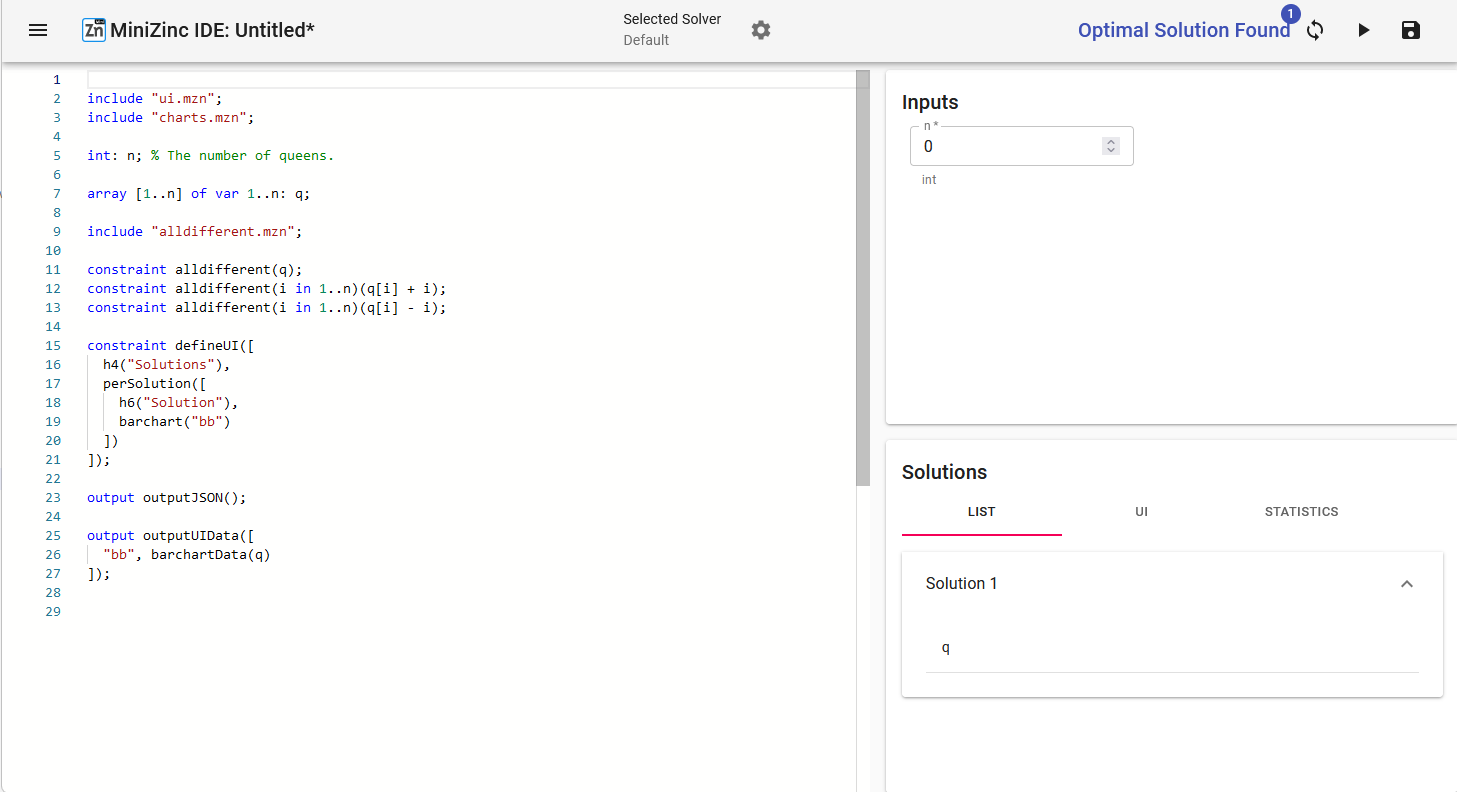 MiniZinc IDE: Untitled*
Selected Solver
Default
Optimal Solution Found
1
1
2 include "ui.mzn";
3 include "charts.mzn";
4
5 int: n; % The number of queens.
6
7 array [1..n] of var 1..n: q;
8
9 include "alldifferent.mzn";
10
11 constraint alldifferent(q);
12 constraint alldifferent(i in 1..n)(q[i] + i);
13 constraint alldifferent(i in 1..n)(q[i] - i);
14
15 constraint defineUI([
16   h4("Solutions"),
17   perSolution([
18     h6("Solution"),
19     barchart("bb")
20   ])
21 ]);
22
23 output outputJSON();
24
25 output outputUIData([
26   "bb", barchartData(q)
27 ]);
28
29
Inputs
n *
0
int
Solutions
LIST UI STATISTICS
Solution 1
q